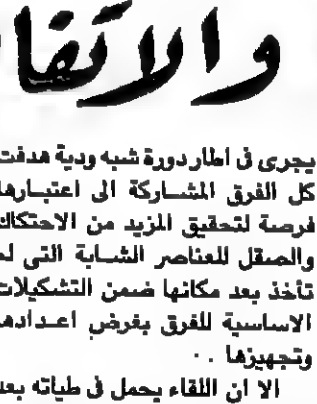 والاتفا
يجرى فى اطار دورة شبه ودية هدفت
كل الفرق المشاركة الى اعتبارها
فرصة لتحقيق المزيد من الاحتكاك
والصقل للعناصر الشابة التى لم
تأخذ بعد مكانها ضمن التشكيلات
الاساسية للفرق بغرض اعدادها
وتجهيزها ..
الا ان اللقاء يحمل فى طياته بعد